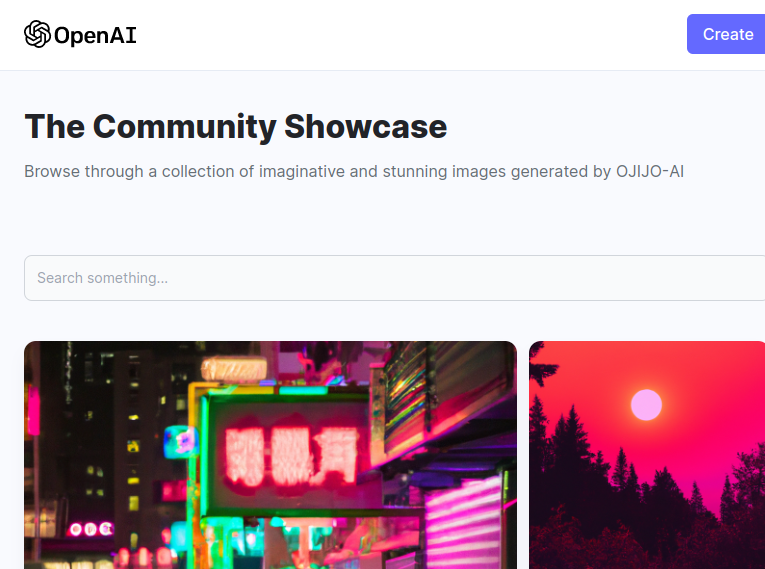 OpenAI
Create
The Community Showcase
Browse through a collection of imaginative and stunning images generated by OJIJO-AI
Search something...